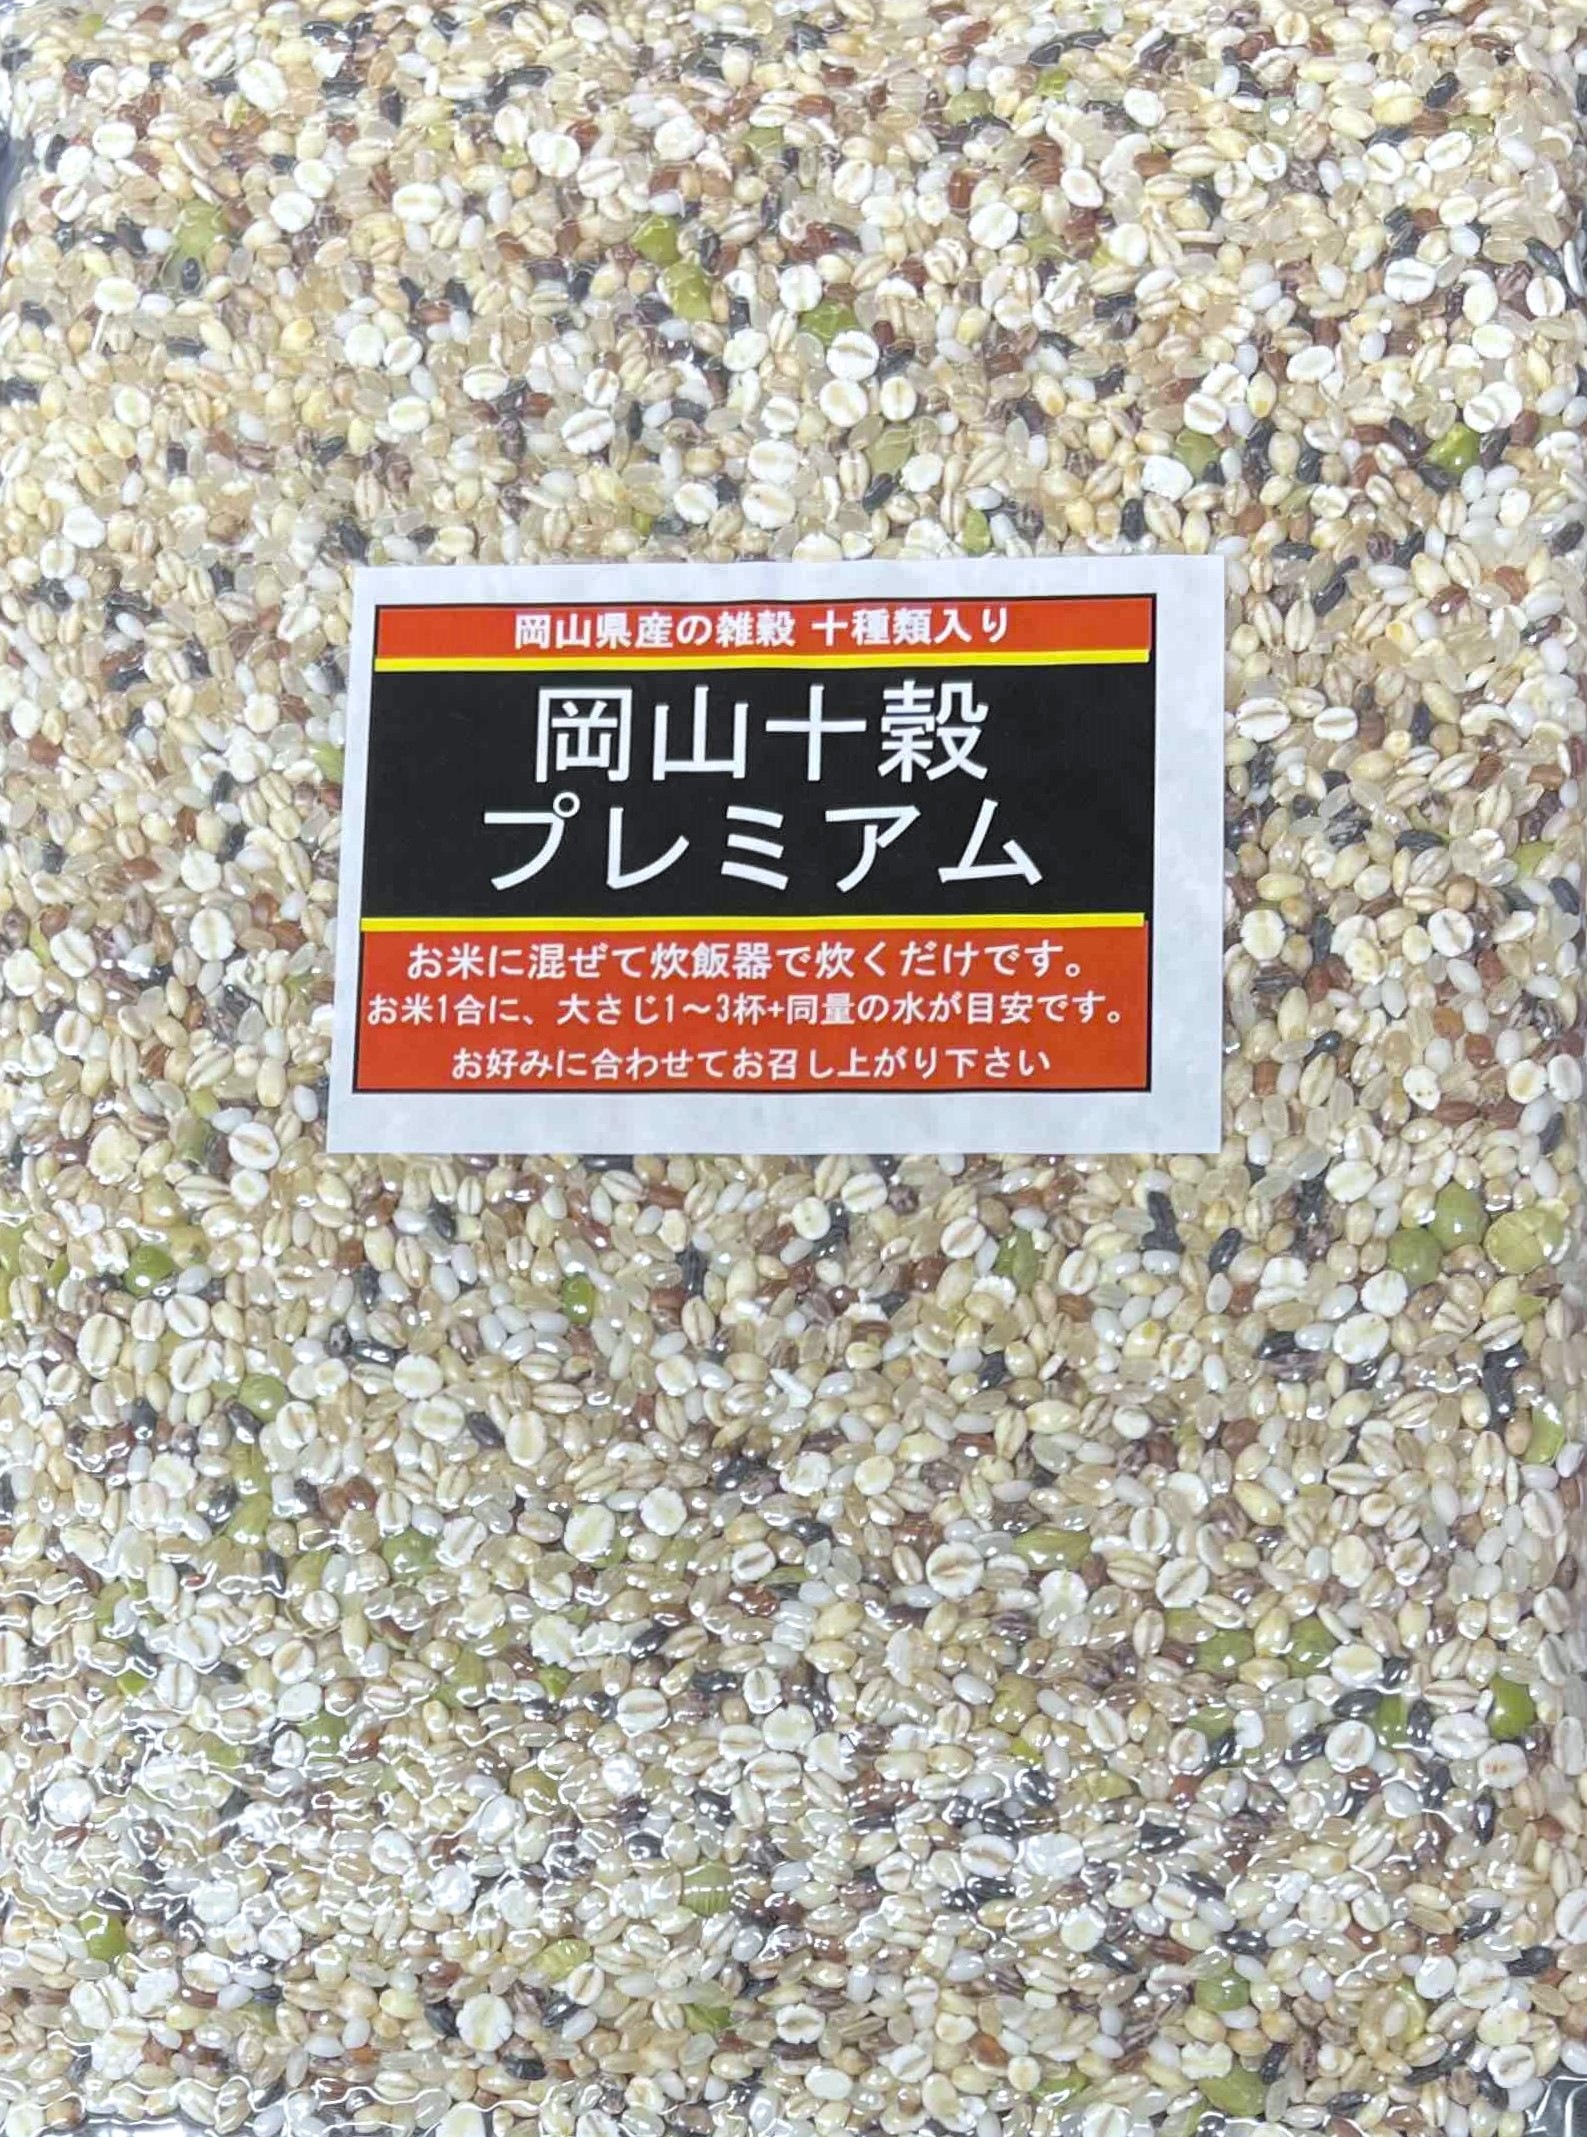 岡山県産の雑穀 十種類入り
岡山十穀
プレミアム
お米に混ぜて炊飯器で炊くだけです。
お米1合に、大さじ1～3杯+同量の水が目安です。
お好みに合わせてお召し上がり下さい